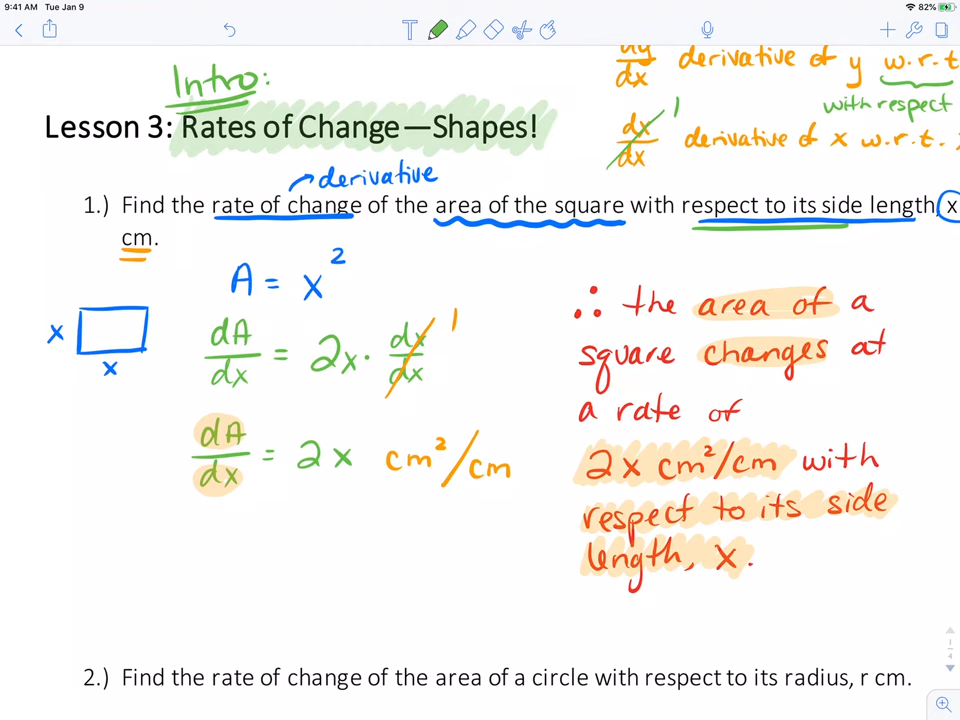 9:41 AM Tue Jan 9
82%
T
dy/dx derivative of y w.r.t
with respect
Intro:
Lesson 3: Rates of Change—Shapes!
dx/dx 1 derivative of x w.r.t.
derivative
1.) Find the rate of change of the area of the square with respect to its side length, x
cm.
A = x²
x
x
dA/dx = 2x · dx/dx 1
dA/dx = 2x cm²/cm
∴ the area of a
square changes at
a rate of
2x cm²/cm with
respect to its side
length, x.
1
4
2.) Find the rate of change of the area of a circle with respect to its radius, r cm.